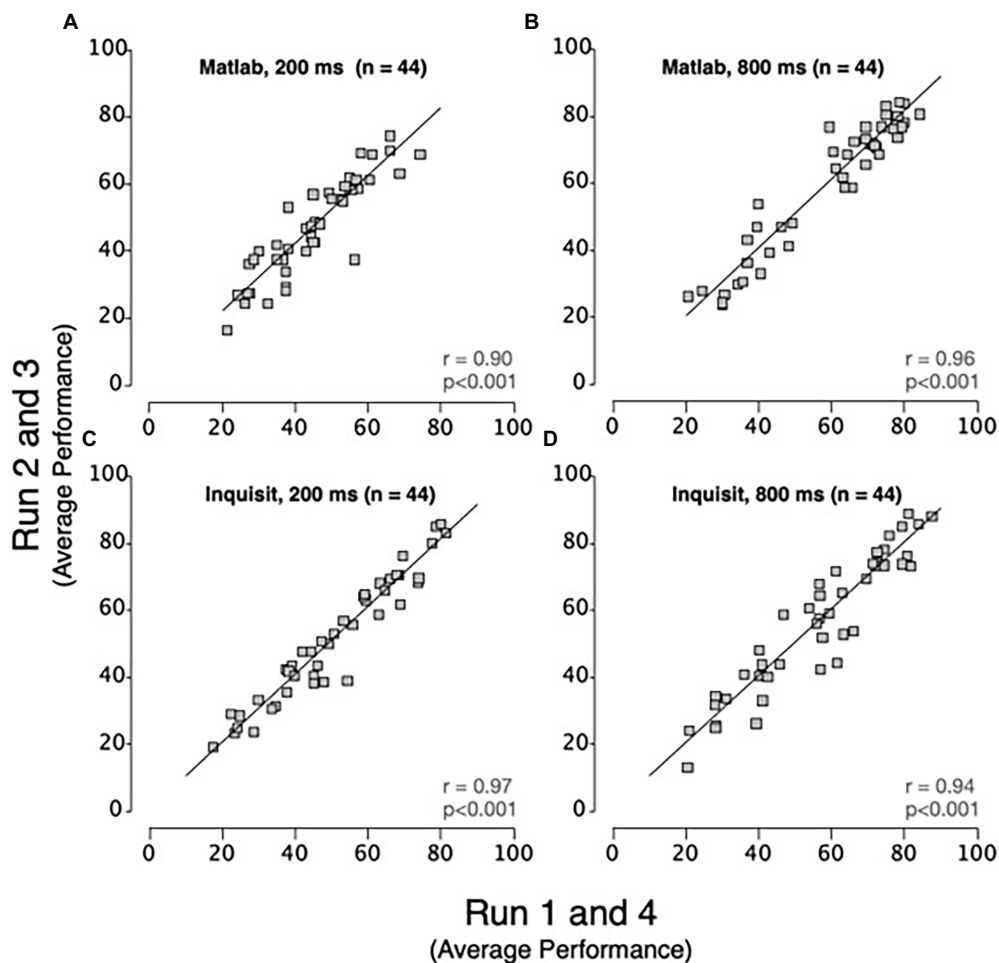 A
B
100
80
60
40
20
0
Matlab, 200 ms (n = 44)
r = 0.90
p<0.001
0 20 40 60 80 100
100
80
60
40
20
0
Matlab, 800 ms (n = 44)
r = 0.96
p<0.001
0 20 40 60 80 100
Run 2 and 3
(Average Performance)
C
D
100
80
60
40
20
0
Inquisit, 200 ms (n = 44)
r = 0.97
p<0.001
0 20 40 60 80 100
100
80
60
40
20
0
Inquisit, 800 ms (n = 44)
r = 0.94
p<0.001
0 20 40 60 80 100
Run 1 and 4
(Average Performance)